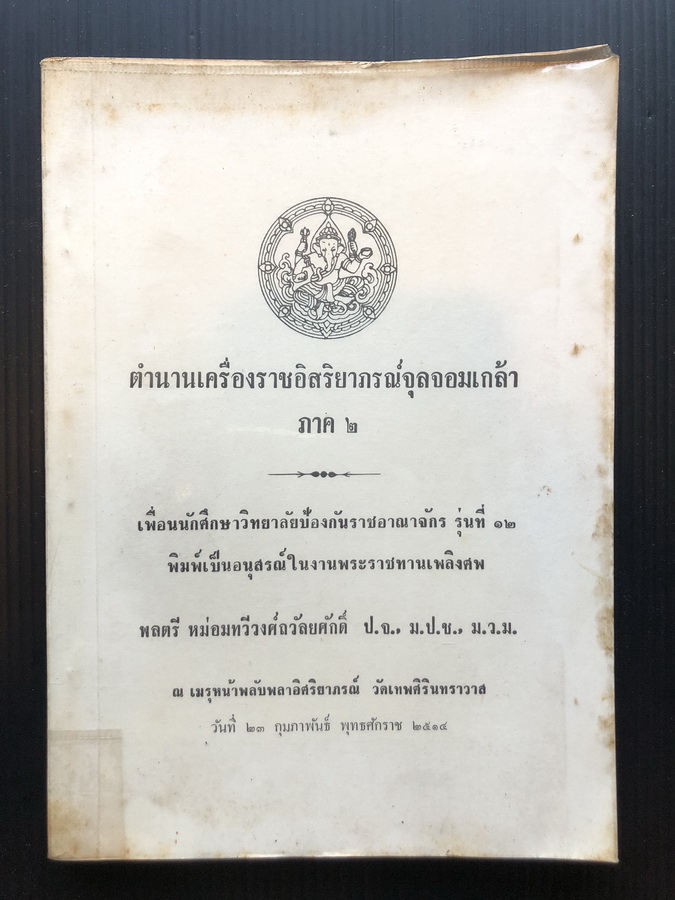 ตำนานเครื่องราชอิสริยาภรณ์จุลจอมเกล้า
ภาค ๒
เพื่อนนักศึกษาวิทยาลัยป้องกันราชอาณาจักร รุ่นที่ ๑๒
พิมพ์เป็นอนุสรณ์ในงานพระราชทานเพลิงศพ
พลตรี หม่อมทวีวงศ์ถวัลยศักดิ์ ป.จ., ม.ป.ช., ม.ว.ม.
ณ เมรุหน้าพลับพลาอิศริยาภรณ์ วัดเทพศิรินทราวาส
วันที่ ๒๓ กุมภาพันธ์ พุทธศักราช ๒๕๑๔